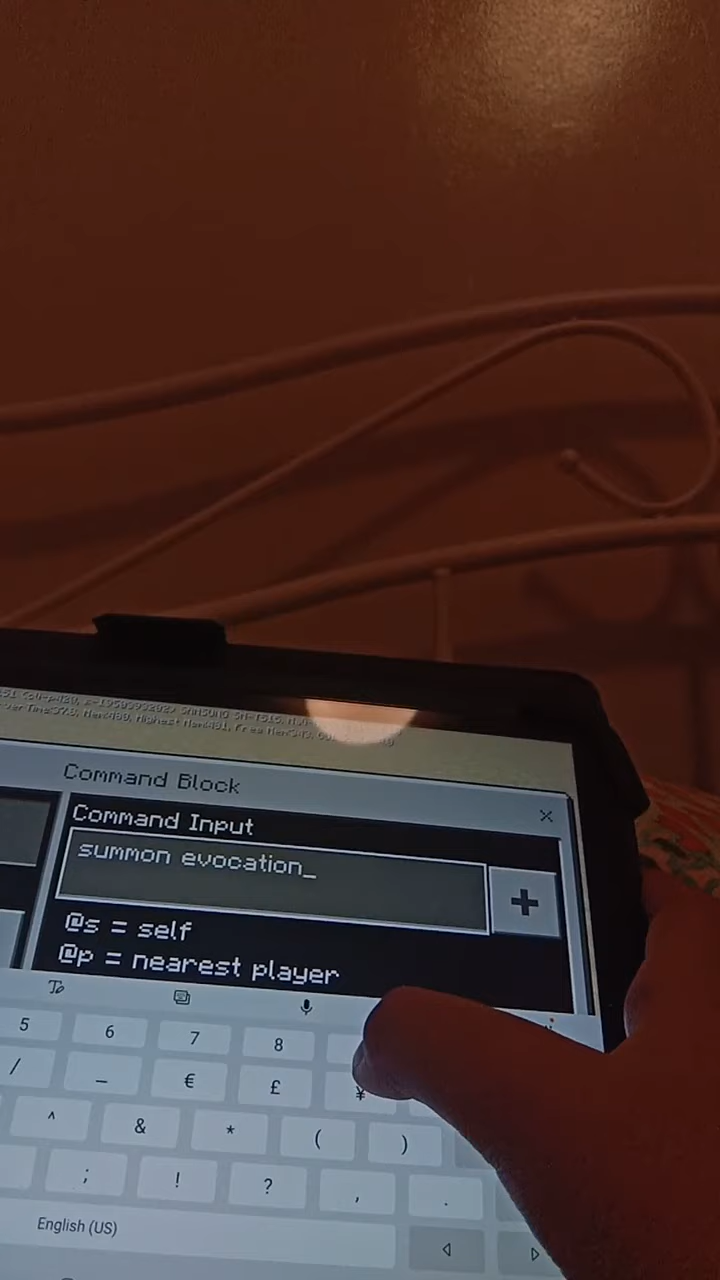 Command Block
Command Input
summon evocation_
@s = self
@p = nearest player
5 6 7 8
/ _ € £ ¥
^ & * ( )
; ! ? , .
English (US)